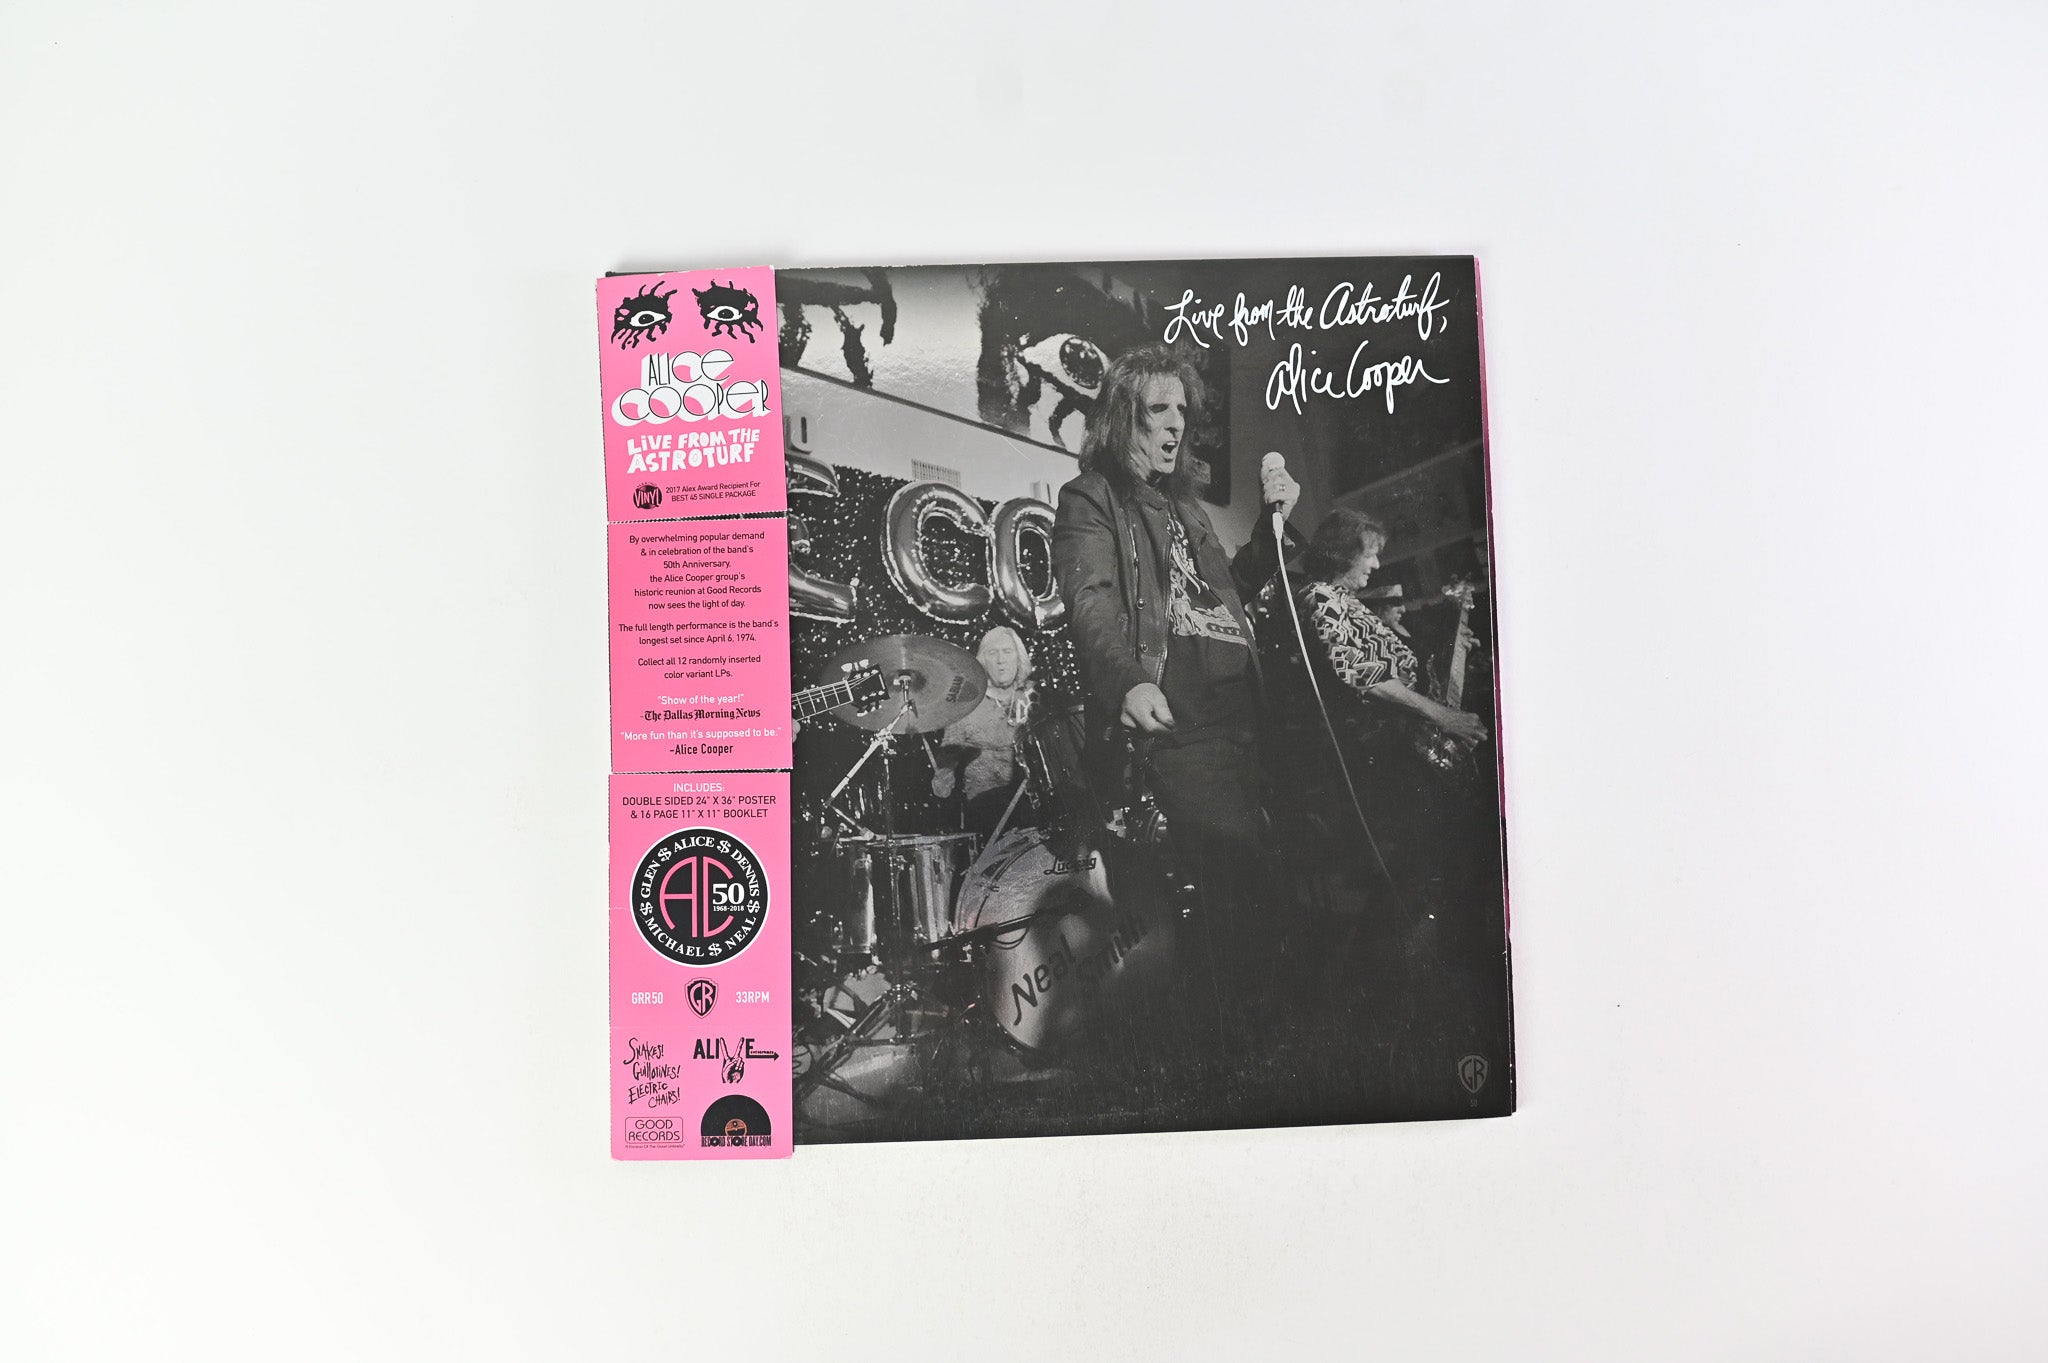 ALICE
COOPER
LIVE FROM THE
ASTROTURF
VINYL
2017 Alex Award Recipient For
BEST 45 SINGLE PACKAGE
By overwhelming popular demand
& in celebration of the band's
50th Anniversary,
the Alice Cooper group's
historic reunion at Good Records
now sees the light of day.
The full length performance is the band's
longest set since April 6, 1974.
Collect all 12 randomly inserted
color variant LPs.
"Show of the year!"
-The Dallas Morning News
"More fun than it's supposed to be."
-Alice Cooper
INCLUDES:
DOUBLE SIDED 24" X 36" POSTER
& 16 PAGE 11" X 11" BOOKLET
GLEN $ ALICE $ DENNIS $ NEAL $ MICHAEL $
AC 50
1968-2018
GRR50
GR
33RPM
SNAKES!
GUILLOTINES!
ELECTRIC
CHAIRS!
ALIVE
GOOD
RECORDS
RECORD STORE DAY.COM
Live from the Astroturf,
Alice Cooper
E CO
SABIAN
Ludwig
Neal
Smith
GR
50